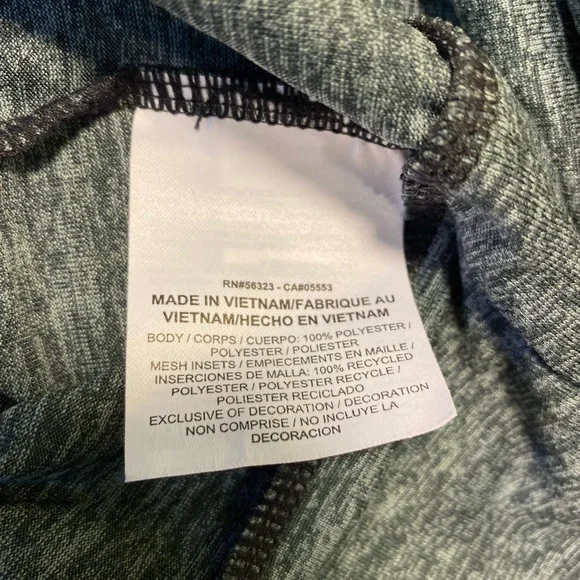 RN#56323 - CA#05553
MADE IN VIETNAM/FABRIQUE AU
VIETNAM/HECHO EN VIETNAM
BODY / CORPS / CUERPO: 100% POLYESTER /
POLYESTER / POLIESTER
MESH INSETS / EMPIECEMENTS EN MAILLE /
INSERCIONES DE MALLA: 100% RECYCLED
POLYESTER / POLYESTER RECYCLE /
POLIESTER RECICLADO
EXCLUSIVE OF DECORATION / DECORATION
NON COMPRISE / NO INCLUYE LA
DECORACION